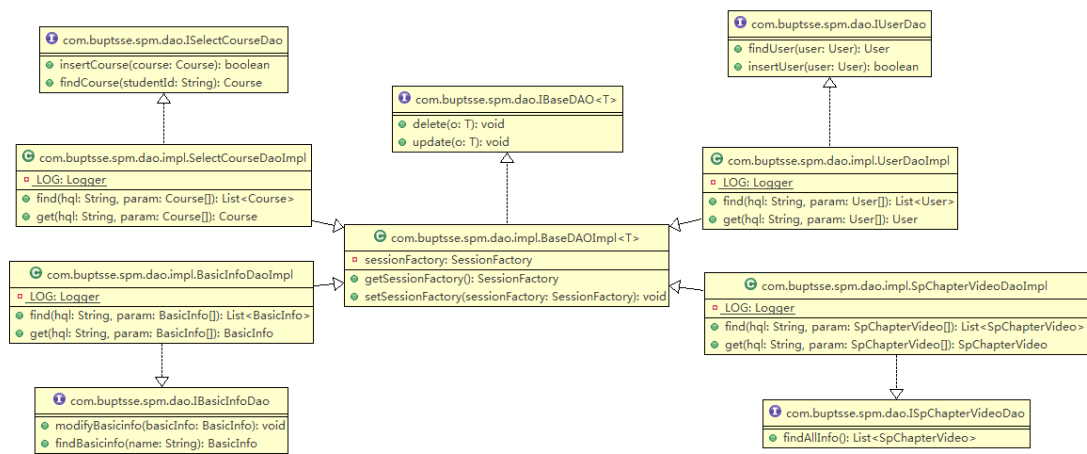 com.buptsse.spm.dao.ISelectCourseDao
insertCourse(course: Course): boolean
findCourse(studentId: String): Course
com.buptsse.spm.dao.IUserDao
findUser(user: User): User
insertUser(user: User): boolean
com.buptsse.spm.dao.IBaseDAO<T>
delete(o: T): void
update(o: T): void
com.buptsse.spm.dao.impl.SelectCourseDaoImpl
LOG: Logger
find(hql: String, param: Course[]): List<Course>
get(hql: String, param: Course[]): Course
com.buptsse.spm.dao.impl.UserDaoImpl
LOG: Logger
find(hql: String, param: User[]): List<User>
get(hql: String, param: User[]): User
com.buptsse.spm.dao.impl.BaseDAOImpl<T>
sessionFactory: SessionFactory
getSessionFactory(): SessionFactory
setSessionFactory(sessionFactory: SessionFactory): void
com.buptsse.spm.dao.impl.BasicInfoDaoImpl
LOG: Logger
find(hql: String, param: BasicInfo[]): List<BasicInfo>
get(hql: String, param: BasicInfo[]): BasicInfo
com.buptsse.spm.dao.impl.SpChapterVideoDaoImpl
LOG: Logger
find(hql: String, param: SpChapterVideo[]): List<SpChapterVideo>
get(hql: String, param: SpChapterVideo[]): SpChapterVideo
com.buptsse.spm.dao.IBasicInfoDao
modifyBasicinfo(basicInfo: BasicInfo): void
findBasicinfo(name: String): BasicInfo
com.buptsse.spm.dao.ISpChapterVideoDao
findAllInfo(): List<SpChapterVideo>